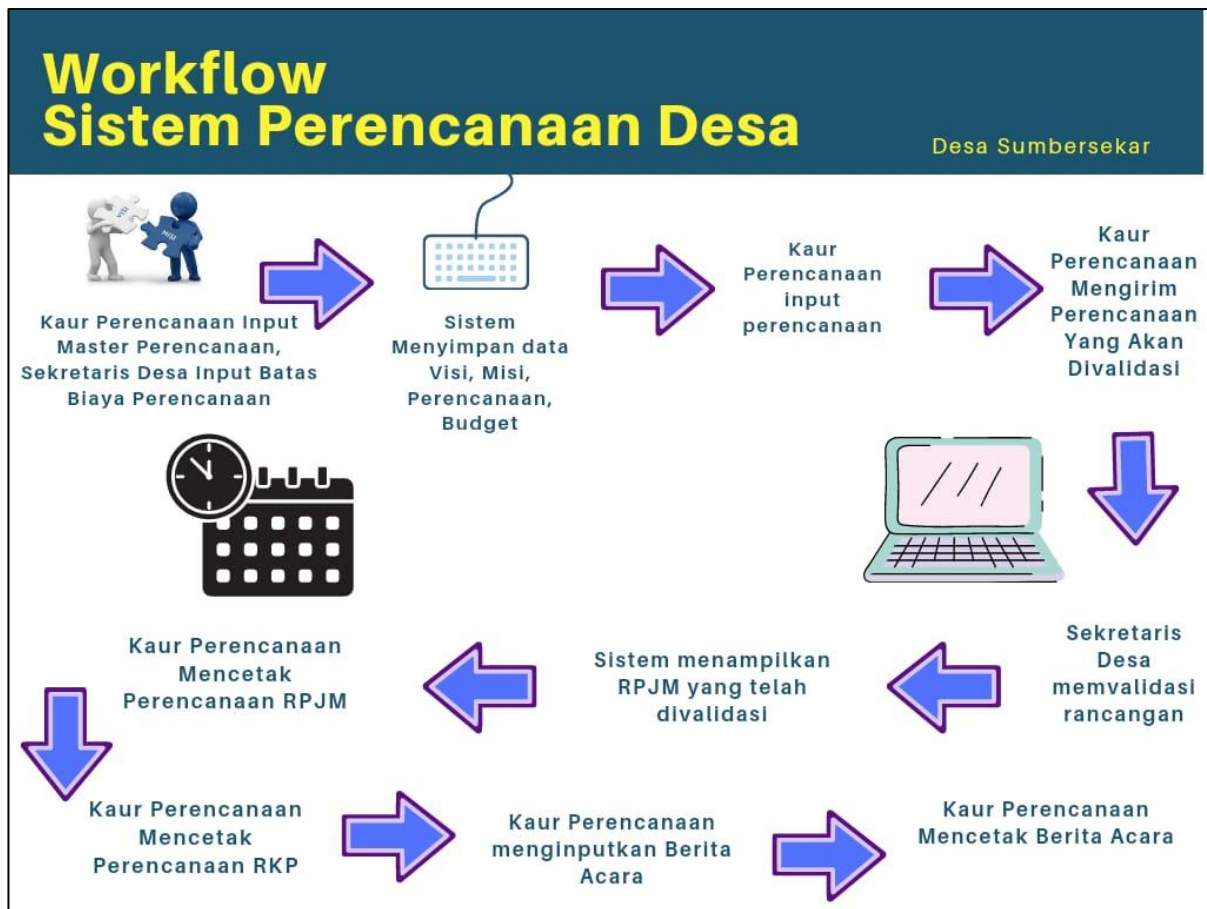 Workflow
Sistem Perencanaan Desa
Desa Sumbersekar
VISI
MISI
Kaur Perencanaan Input
Master Perencanaan,
Sekretaris Desa Input Batas
Biaya Perencanaan
Sistem
Menyimpan data
Visi, Misi,
Perencanaan,
Budget
Kaur
Perencanaan
input
perencanaan
Kaur
Perencanaan
Mengirim
Perencanaan
Yang Akan
Divalidasi
Sekretaris
Desa
memvalidasi
rancangan
Sistem menampilkan
RPJM yang telah
divalidasi
Kaur Perencanaan
Mencetak
Perencanaan RPJM
Kaur Perencanaan
Mencetak
Perencanaan RKP
Kaur Perencanaan
menginputkan Berita
Acara
Kaur Perencanaan
Mencetak Berita Acara